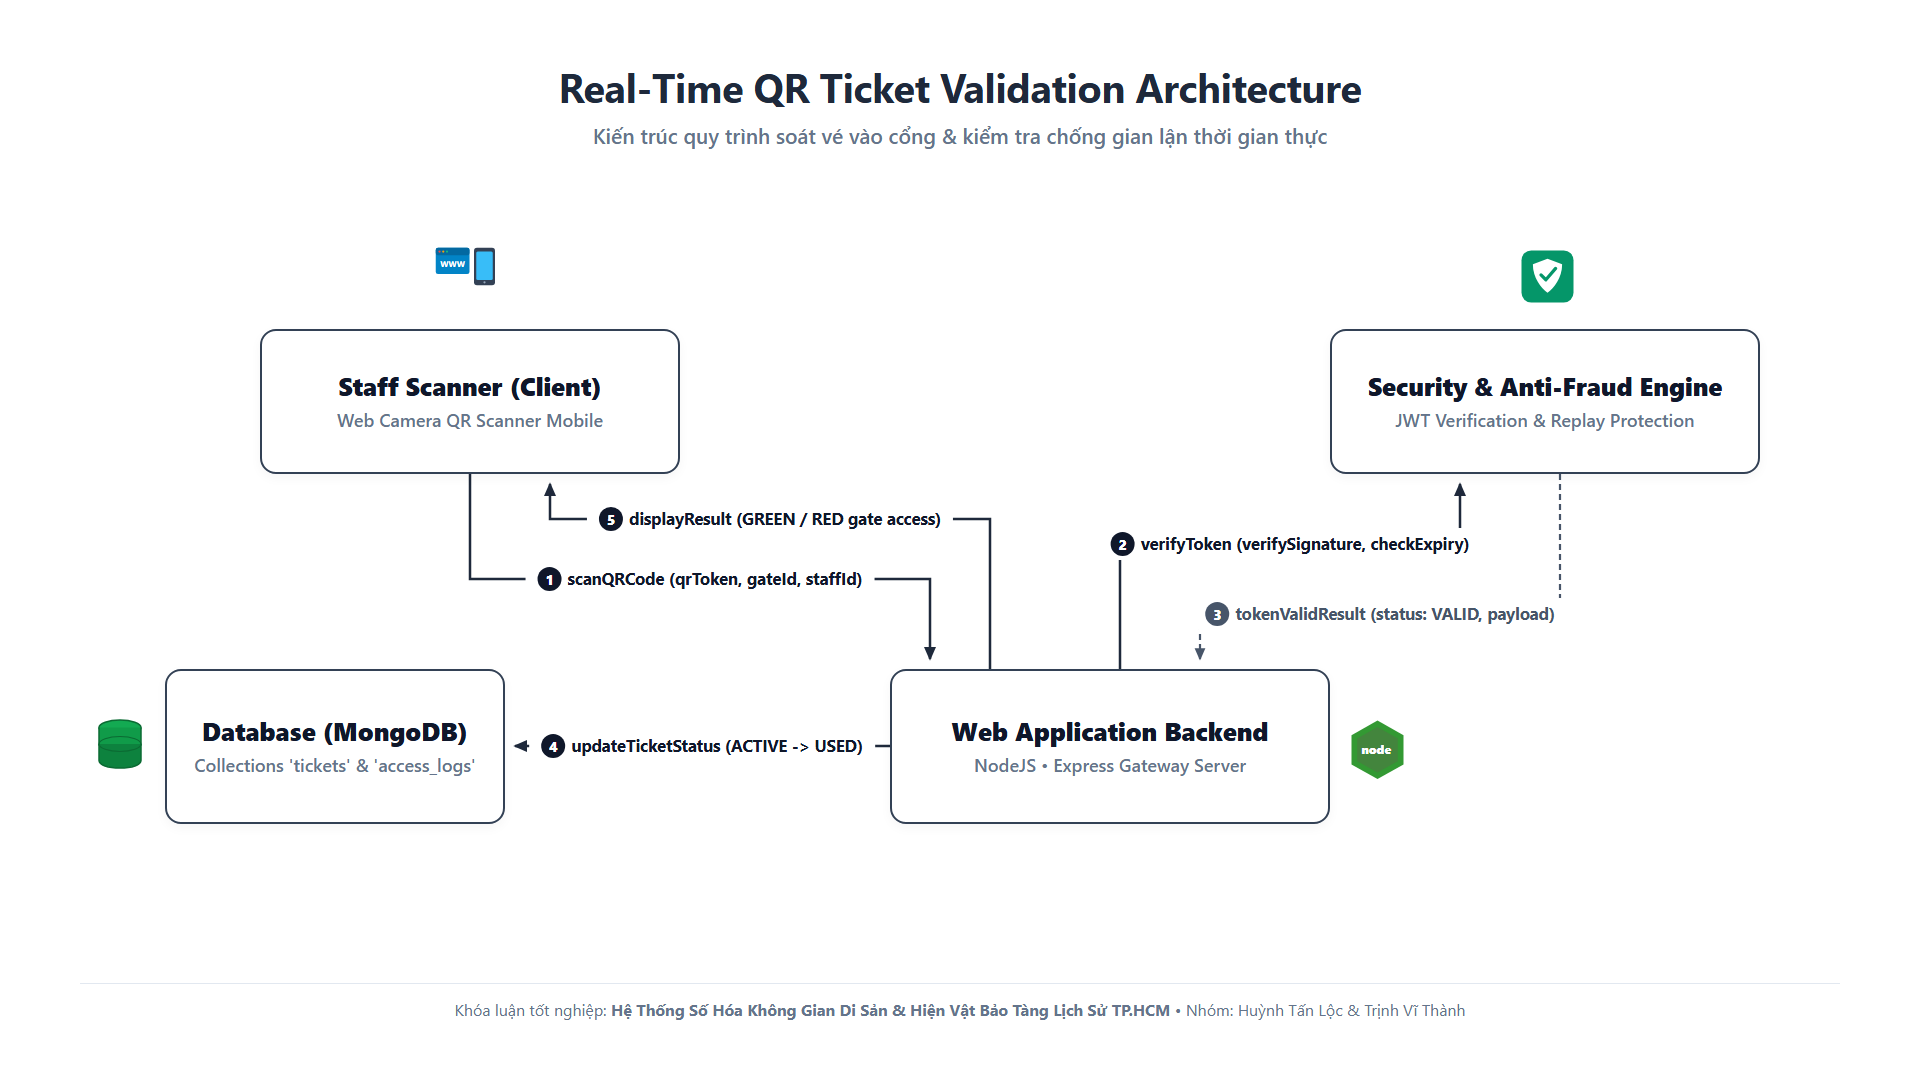 Real-Time QR Ticket Validation Architecture
Kiến trúc quy trình soát vé vào cổng & kiểm tra chống gian lận thời gian thực
www
Staff Scanner (Client)
Web Camera QR Scanner Mobile
Security & Anti-Fraud Engine
JWT Verification & Replay Protection
5 displayResult (GREEN / RED gate access)
2 verifyToken (verifySignature, checkExpiry)
1 scanQRCode (qrToken, gateId, staffId)
3 tokenValidResult (status: VALID, payload)
Database (MongoDB)
Collections 'tickets' & 'access_logs'
4 updateTicketStatus (ACTIVE -> USED)
Web Application Backend
NodeJS • Express Gateway Server
node
Khóa luận tốt nghiệp: Hệ Thống Số Hóa Không Gian Di Sản & Hiện Vật Bảo Tàng Lịch Sử TP.HCM • Nhóm: Huỳnh Tấn Lộc & Trịnh Vĩ Thành